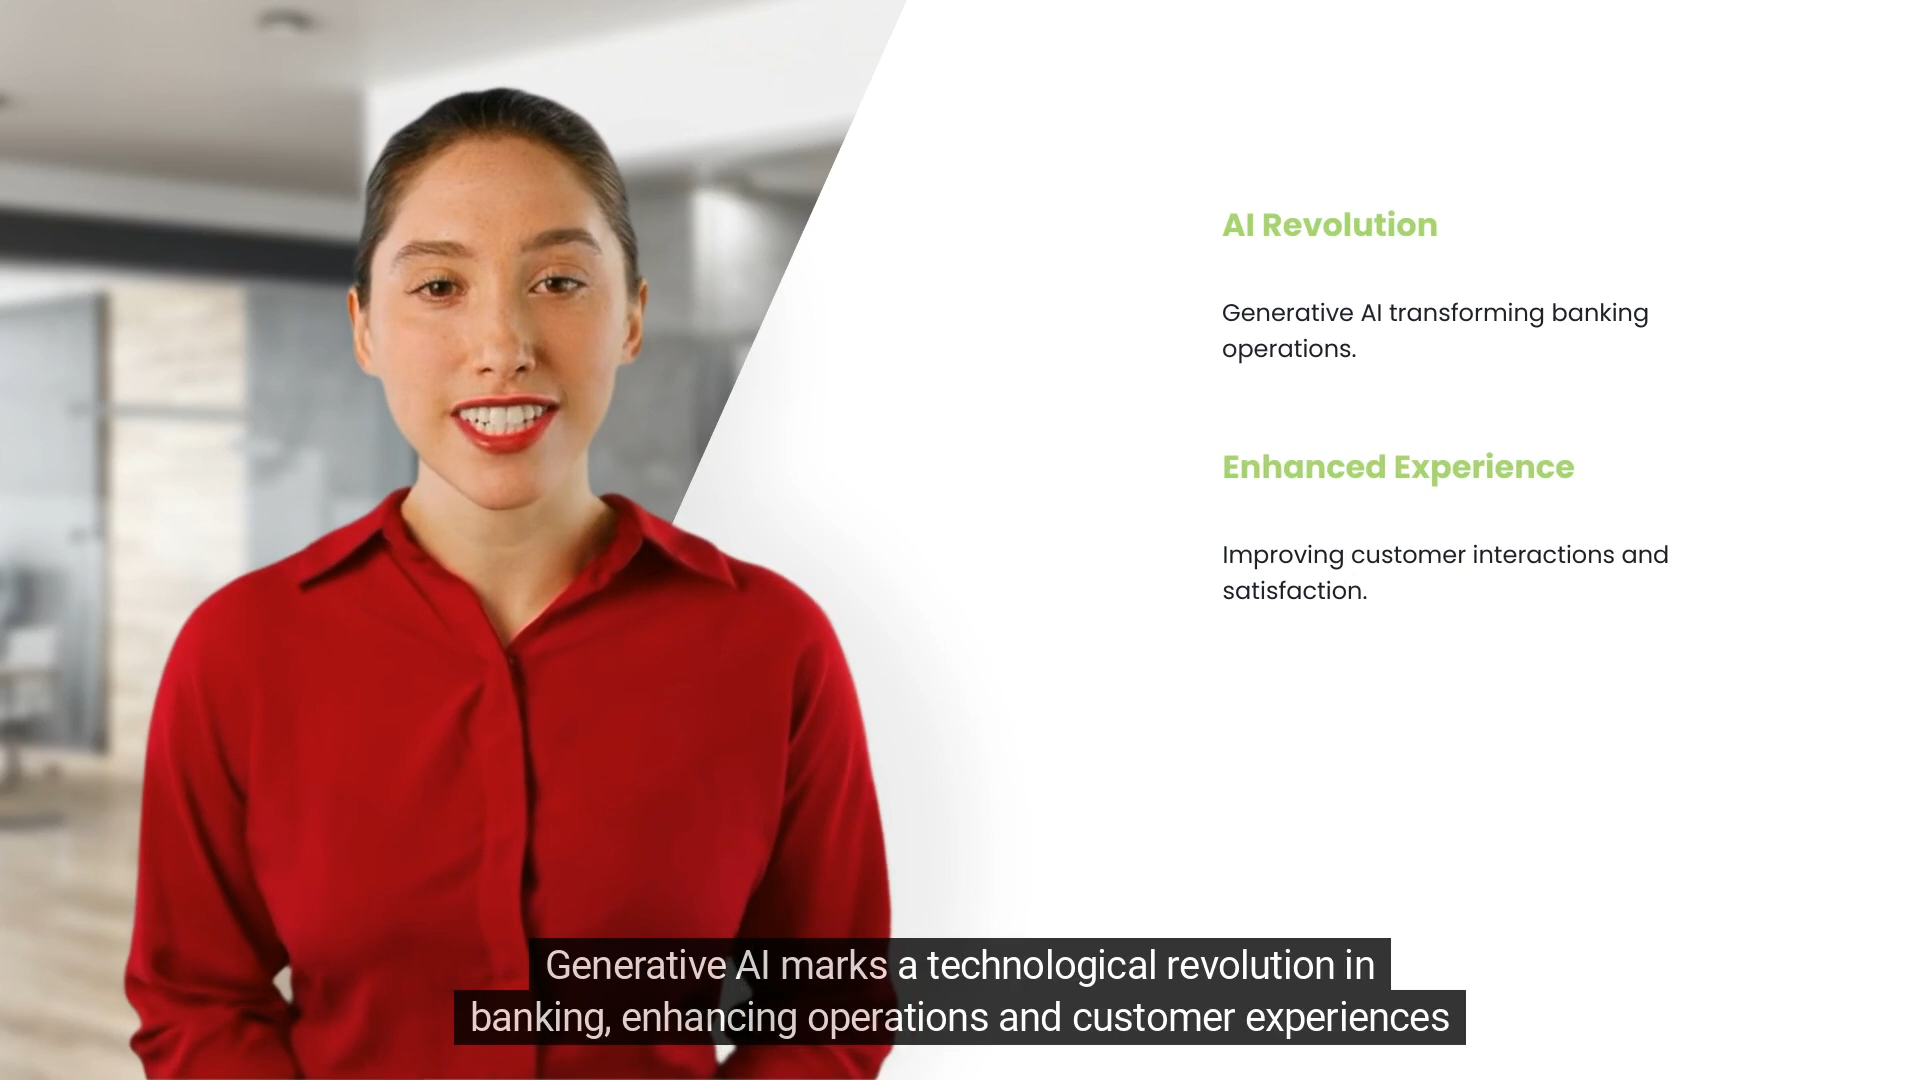 AI Revolution
Generative AI transforming banking
operations.
Enhanced Experience
Improving customer interactions and
satisfaction.
Generative AI marks a technological revolution in
banking, enhancing operations and customer experiences